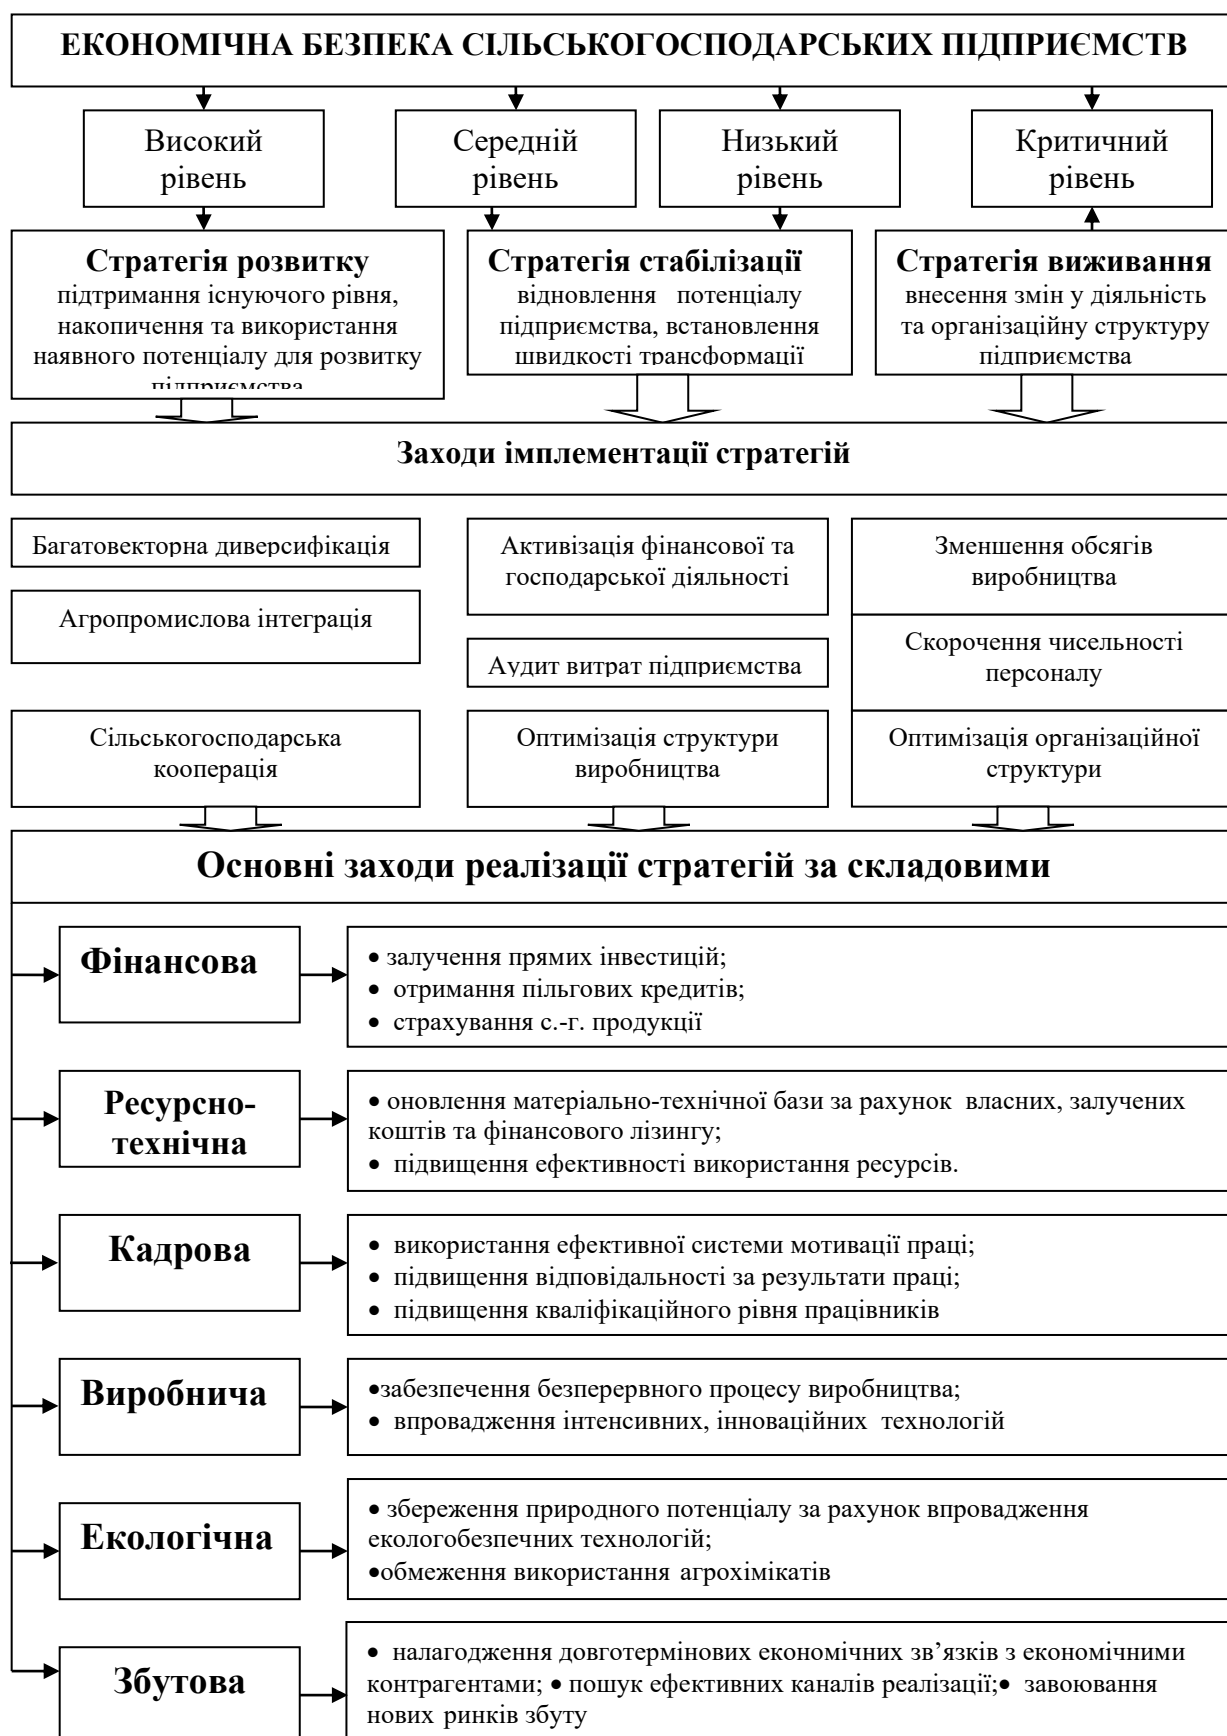 ЕКОНОМІЧНА БЕЗПЕКА СІЛЬСЬКОГОСПОДАРСЬКИХ ПІДПРИЄМСТВ
Високий
рівень
Середній
рівень
Низький
рівень
Критичний
рівень
Стратегія розвитку
підтримання існуючого рівня,
накопичення та використання
наявного потенціалу для розвитку
підприємства
Стратегія стабілізації
відновлення потенціалу
підприємства, встановлення
швидкості трансформації
Стратегія виживання
внесення змін у діяльність
та організаційну структуру
підприємства
Заходи імплементації стратегій
Багатовекторна диверсифікація
Агропромислова інтеграція
Сільськогосподарська
кооперація
Активізація фінансової та
господарської діяльності
Аудит витрат підприємства
Оптимізація структури
виробництва
Зменшення обсягів
виробництва
Скорочення чисельності
персоналу
Оптимізація організаційної
структури
Основні заходи реалізації стратегій за складовими
Фінансова
• залучення прямих інвестицій;
• отримання пільгових кредитів;
• страхування с.-г. продукції
Ресурсно-
технічна
• оновлення матеріально-технічної бази за рахунок власних, залучених
коштів та фінансового лізингу;
• підвищення ефективності використання ресурсів.
Кадрова
• використання ефективної системи мотивації праці;
• підвищення відповідальності за результати праці;
• підвищення кваліфікаційного рівня працівників
Виробнича
•забезпечення безперервного процесу виробництва;
• впровадження інтенсивних, інноваційних технологій
Екологічна
• збереження природного потенціалу за рахунок впровадження
екологобезпечних технологій;
•обмеження використання агрохімікатів
Збутова
• налагодження довготермінових економічних зв’язків з економічними
контрагентами; • пошук ефективних каналів реалізації;• завоювання
нових ринків збуту